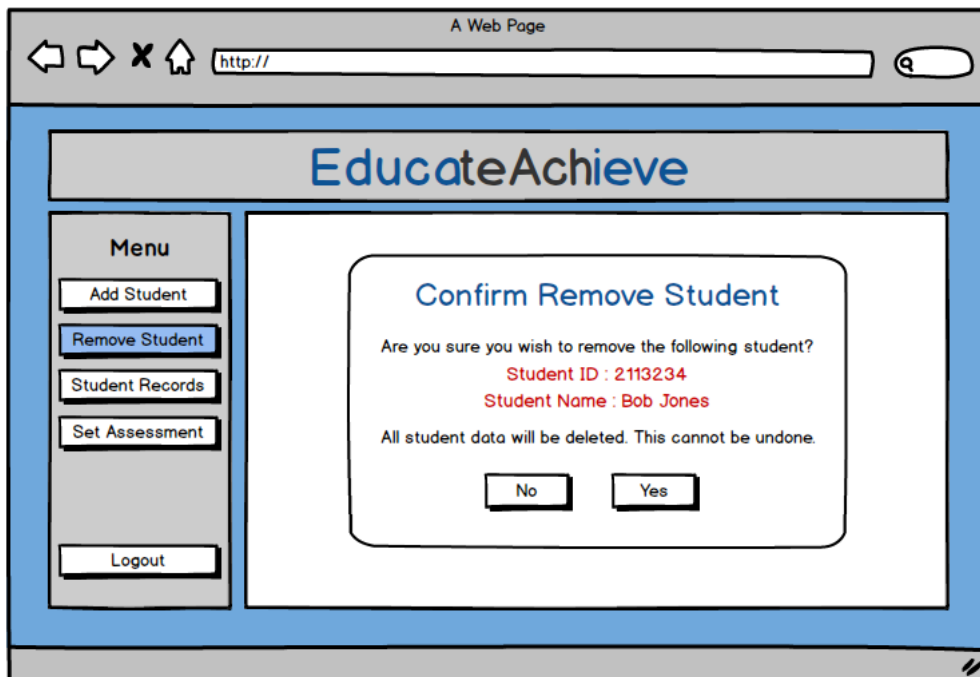 A Web Page
http://
EducateAchieve
Menu
Add Student
Remove Student
Student Records
Set Assessment
Logout
Confirm Remove Student
Are you sure you wish to remove the following student?
Student ID : 2113234
Student Name : Bob Jones
All student data will be deleted. This cannot be undone.
No
Yes